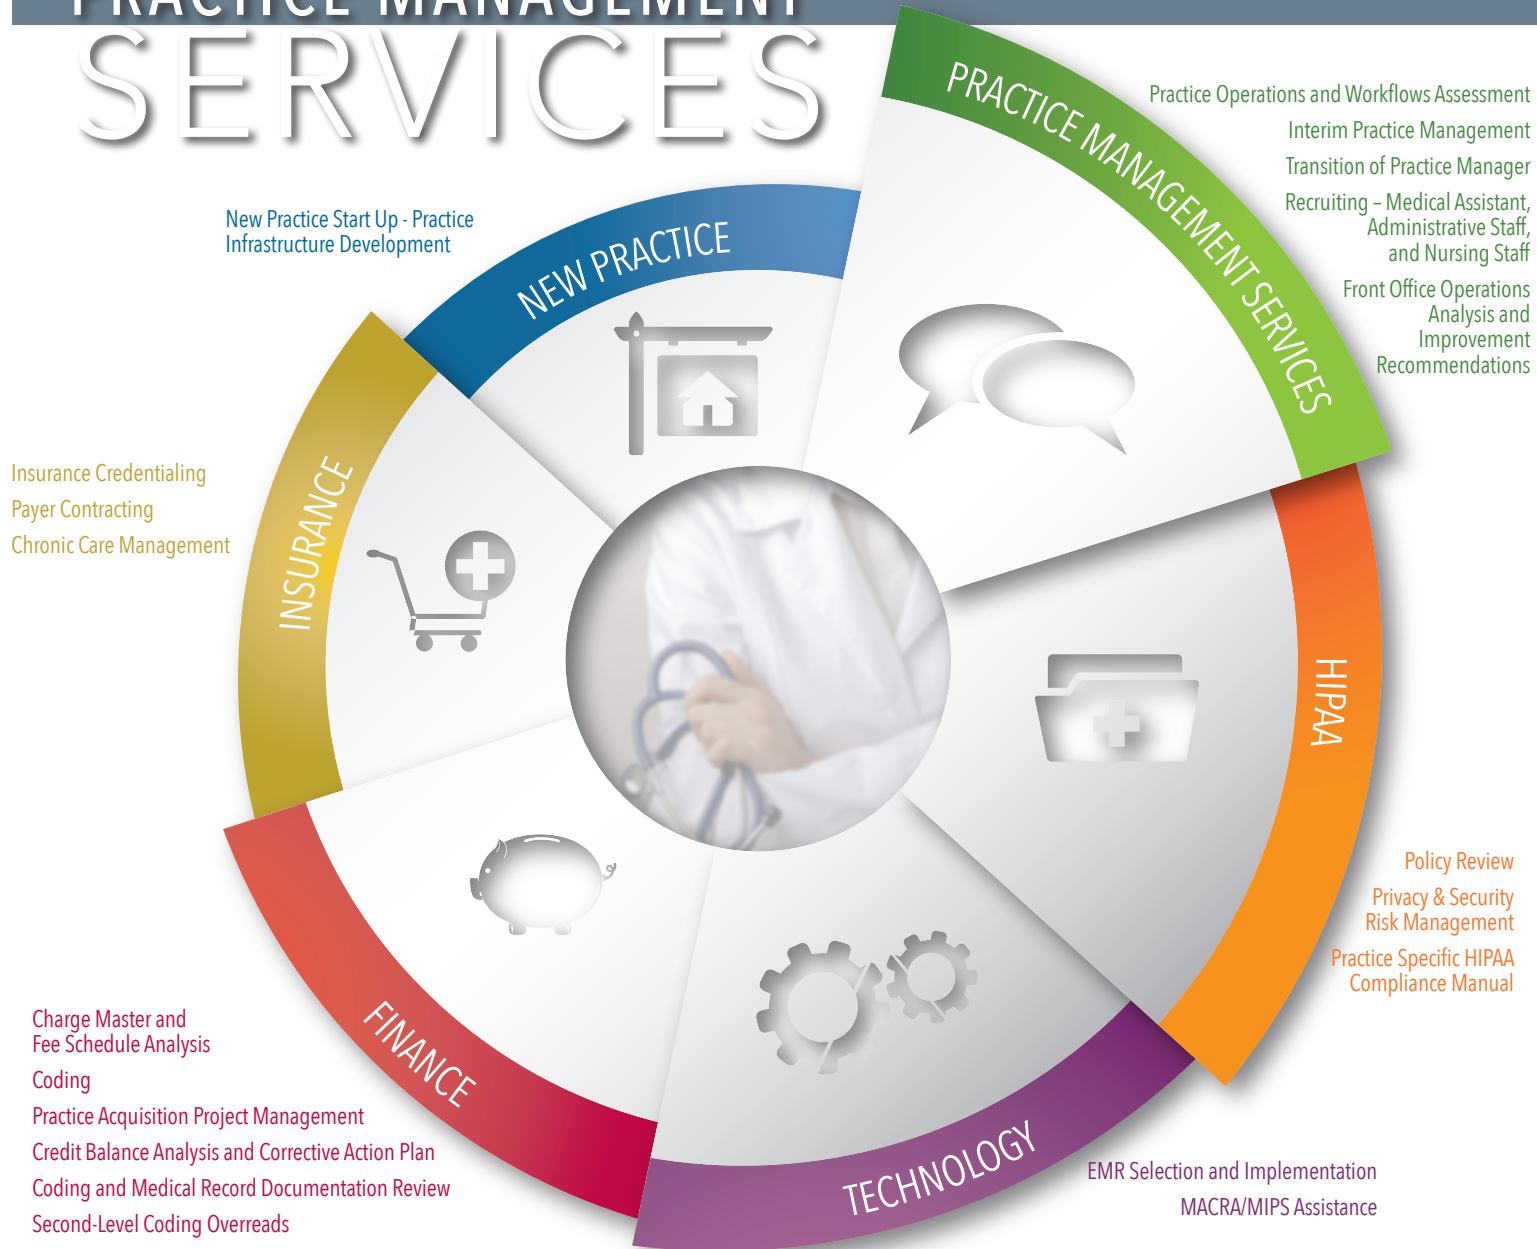 PRACTICE MANAGEMENT
SERVICES
PRACTICE MANAGEMENT SERVICES
Practice Operations and Workflows Assessment
Interim Practice Management
Transition of Practice Manager
Recruiting – Medical Assistant,
Administrative Staff,
and Nursing Staff
Front Office Operations
Analysis and
Improvement
Recommendations
New Practice Start Up - Practice
Infrastructure Development
NEW PRACTICE
Insurance Credentialing
Payer Contracting
Chronic Care Management
INSURANCE
HIPAA
Policy Review
Privacy & Security
Risk Management
Practice Specific HIPAA
Compliance Manual
FINANCE
Charge Master and
Fee Schedule Analysis
Coding
Practice Acquisition Project Management
Credit Balance Analysis and Corrective Action Plan
Coding and Medical Record Documentation Review
Second-Level Coding Overreads
TECHNOLOGY
EMR Selection and Implementation
MACRA/MIPS Assistance